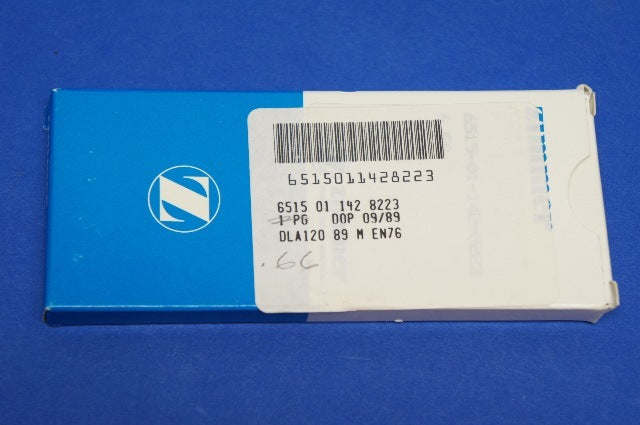 Z
6515011428223
6515 01 142 8223
1 PG DOP 09/89
DLA120 89 M EN76
.66